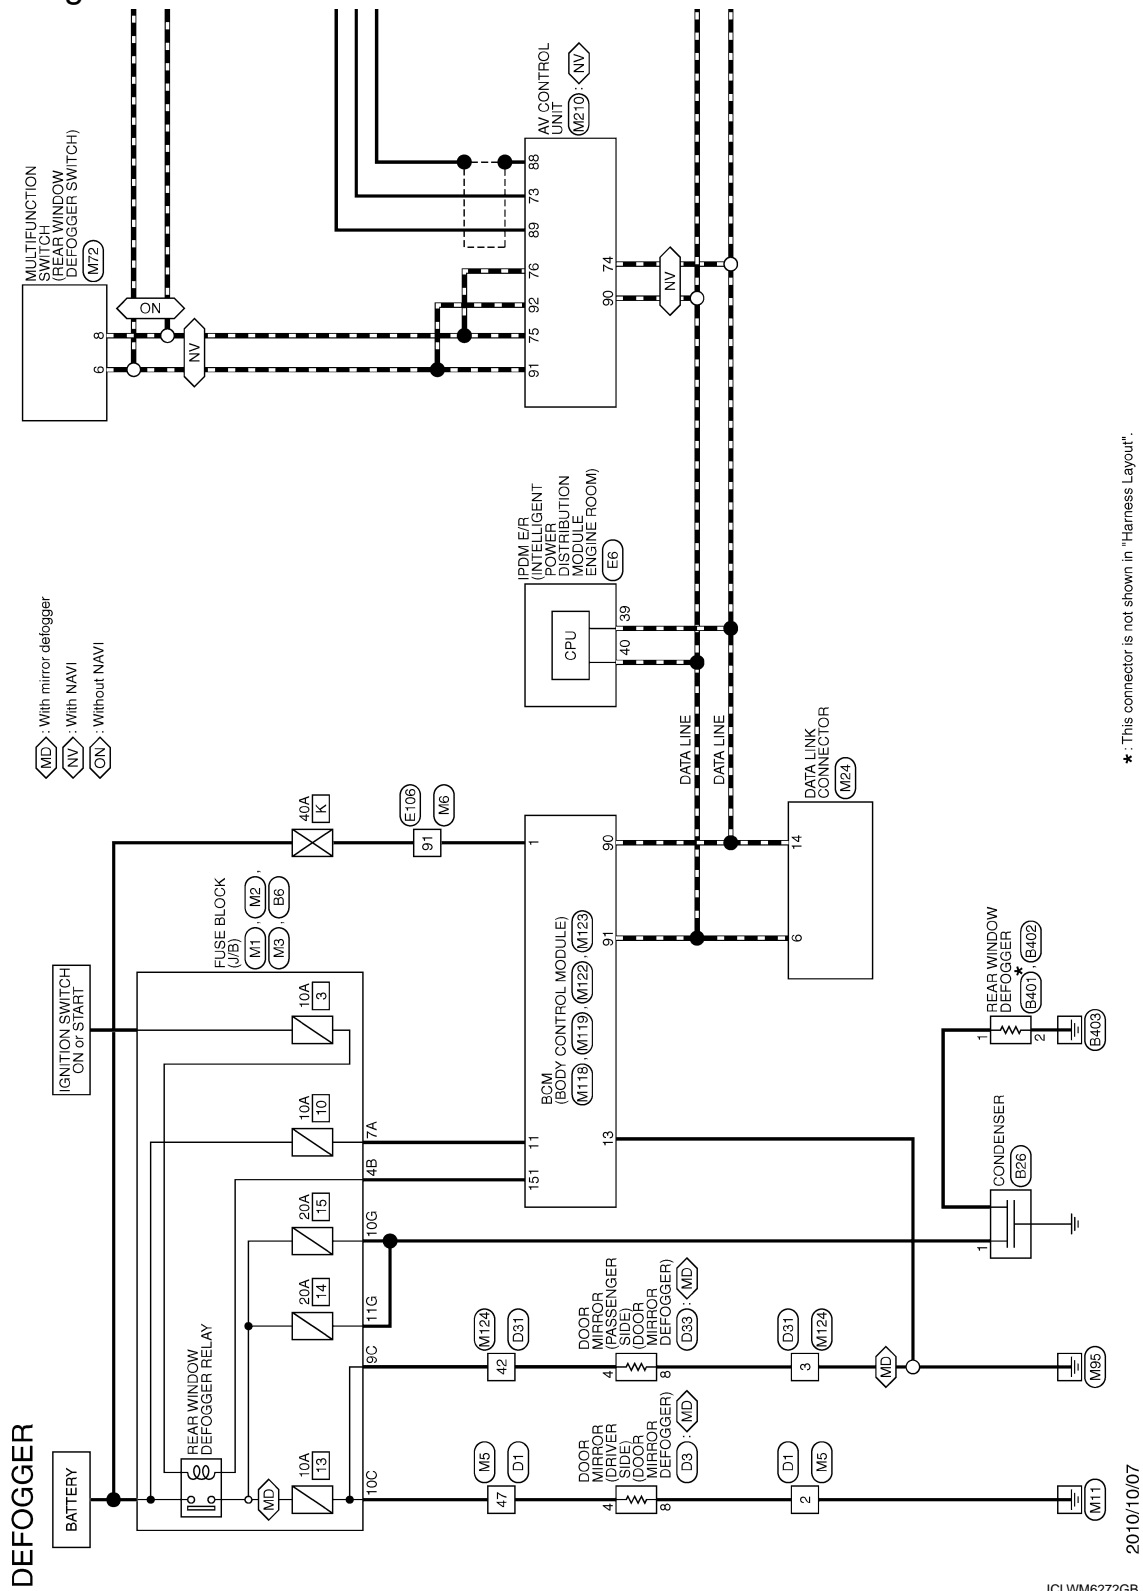 DEFOGGER
BATTERY
IGNITION SWITCH
ON or START
MD : With mirror defogger
NV : With NAVI
ON : Without NAVI
MULTIFUNCTION
SWITCH
(REAR WINDOW
DEFOGGER SWITCH)
M72
8
6
ON
NV
REAR WINDOW
DEFOGGER RELAY
MD
10A
13
20A
14
20A
15
10A
10
10A
3
FUSE BLOCK
(J/B)
M1 , M2 ,
M3 , B6
40A
K
10C
9C
11G
10G
4B
7A
91
E106
M6
47
M5
D1
42
M124
D31
151
11
1
13
91
90
BCM
(BODY CONTROL MODULE)
M118 , M119 , M122 , M123
IPDM E/R
(INTELLIGENT
POWER
DISTRIBUTION
MODULE
ENGINE ROOM)
E6
CPU
40
39
AV CONTROL
UNIT
M210 : NV
91
75
92
76
89
73
88
90
74
NV
DOOR
MIRROR
(DRIVER
SIDE)
(DOOR
MIRROR
DEFOGGER)
D3 : MD
4
8
DOOR
MIRROR
(PASSENGER
SIDE)
(DOOR
MIRROR
DEFOGGER)
D33 : MD
4
8
DATA LINE
DATA LINE
2
D1
M5
3
D31
M124
6
14
DATA LINK
CONNECTOR
M24
MD
1
CONDENSER
B26
1
2
REAR WINDOW
DEFOGGER
B401 * , B402
M11
M95
B403
* : This connector is not shown in "Harness Layout".
2010/10/07
JCLWM6272GB